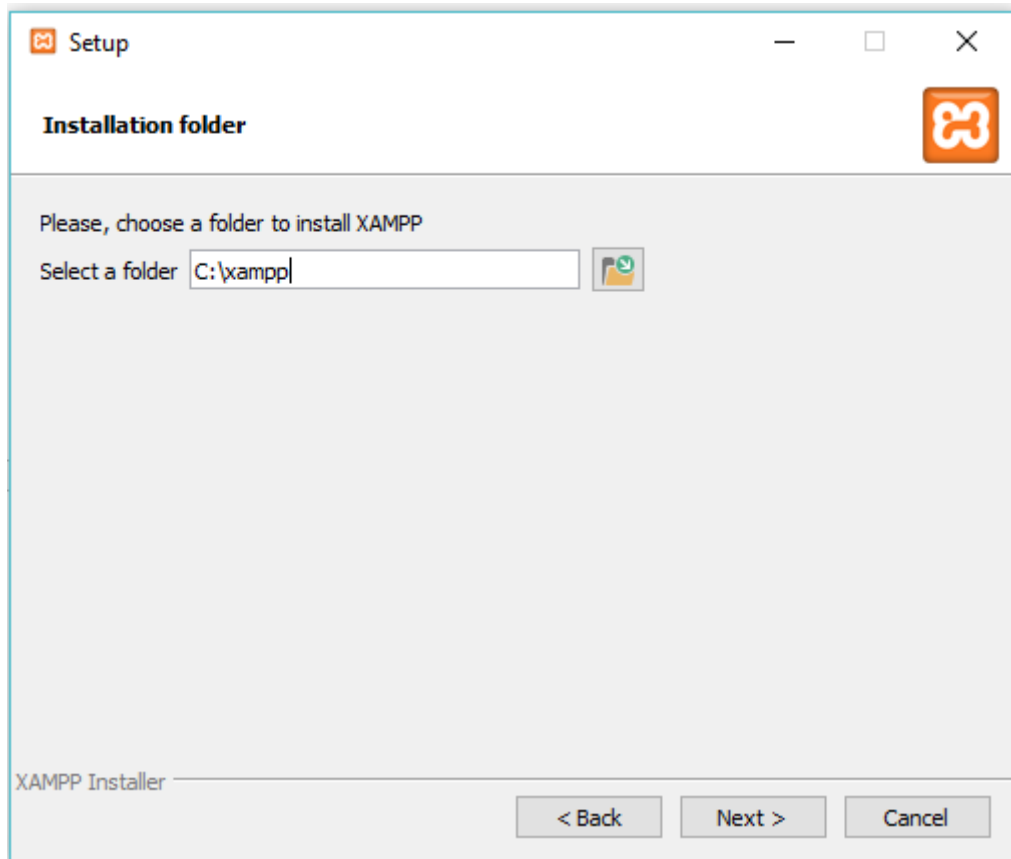 Setup
Installation folder
Please, choose a folder to install XAMPP
Select a folder C:\xampp
XAMPP Installer
< Back Next > Cancel